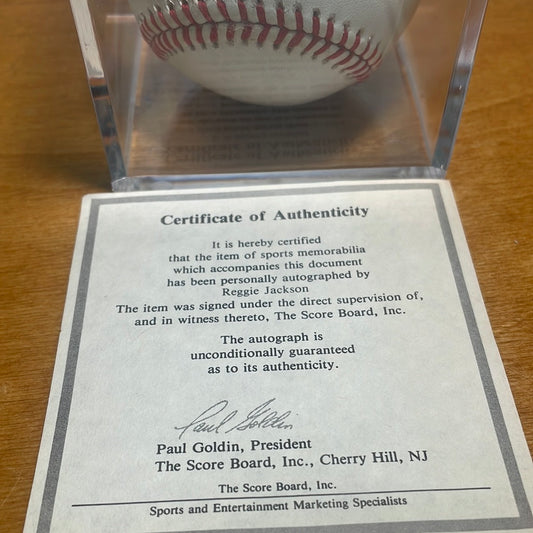 Certificate of Authenticity
It is hereby certified
that the item of sports memorabilia
which accompanies this document
has been personally autographed by
Reggie Jackson
The item was signed under the direct supervision of,
and in witness thereto, The Score Board, Inc.
The autograph is
unconditionally guaranteed
as to its authenticity.
Paul Goldin
Paul Goldin, President
The Score Board, Inc., Cherry Hill, NJ
The Score Board, Inc.
Sports and Entertainment Marketing Specialists